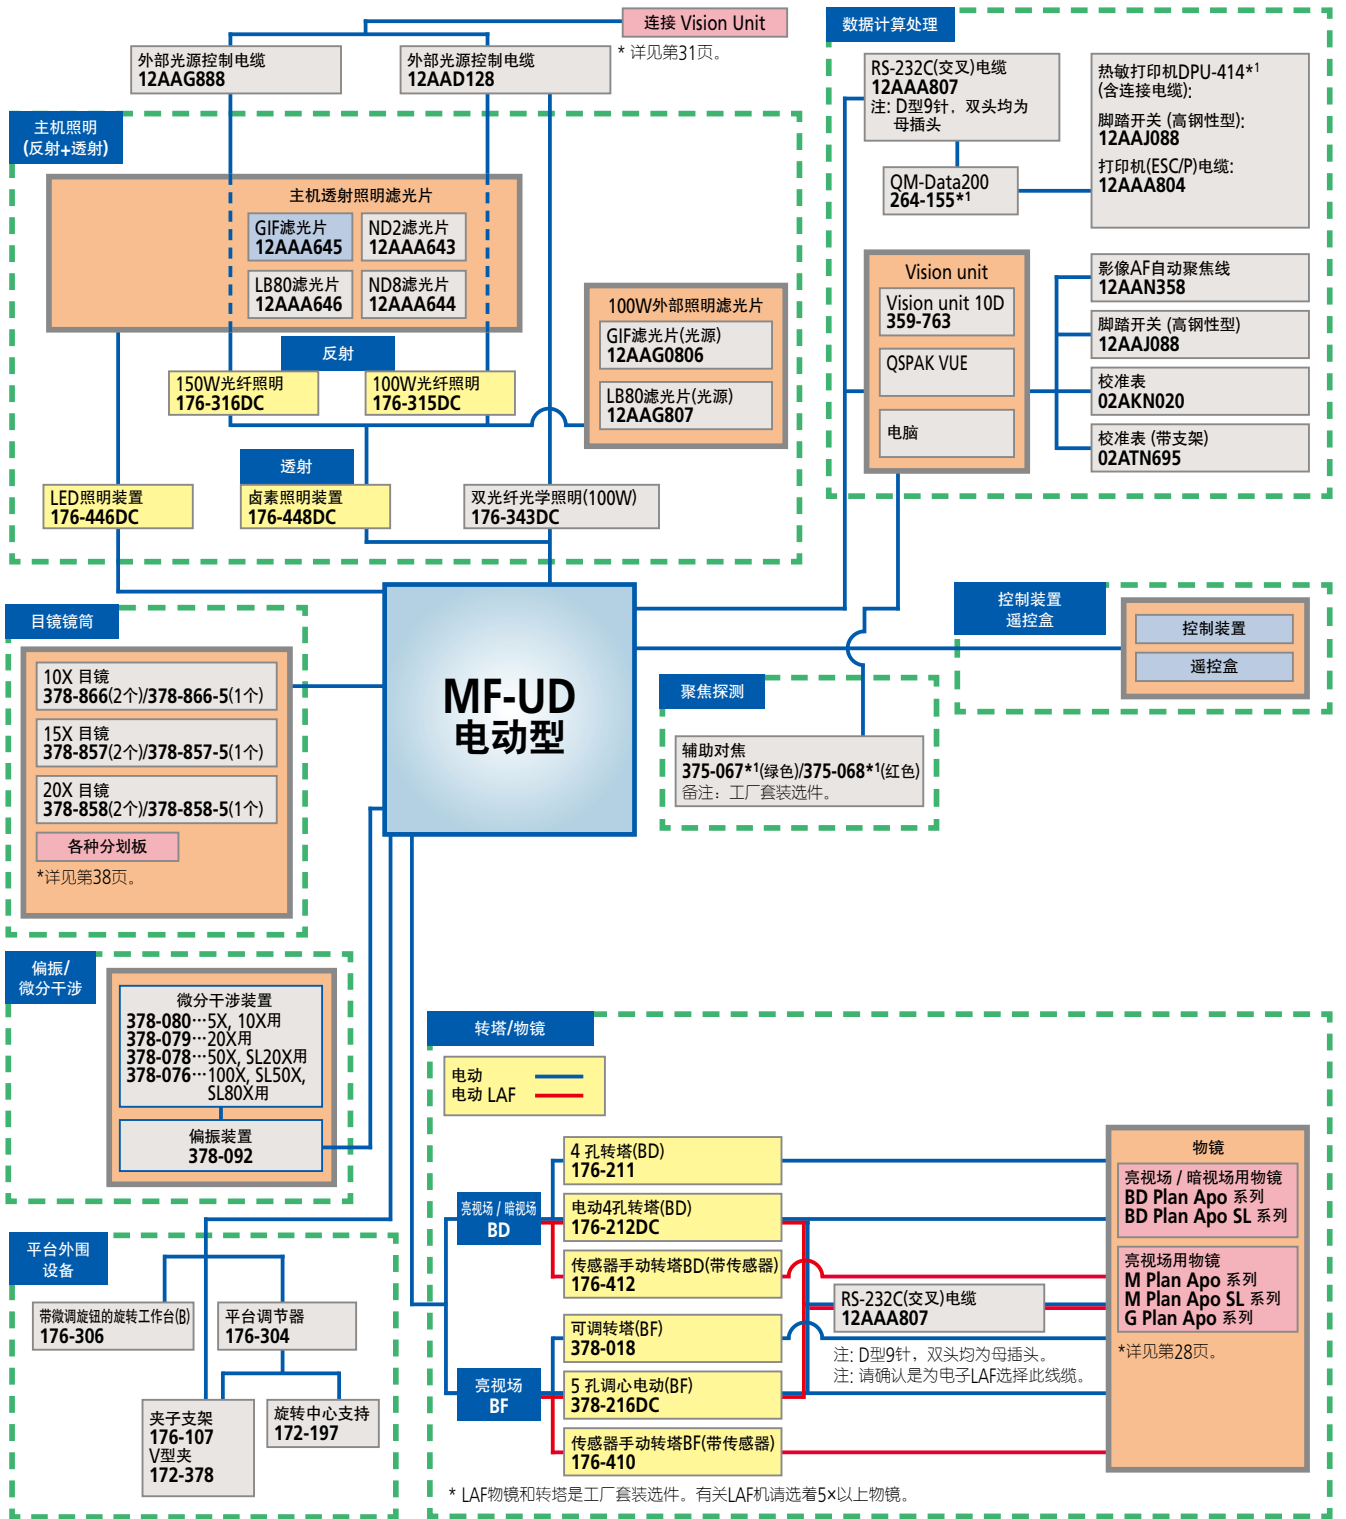 连接 Vision Unit
* 详见第31页。
外部光源控制电缆
12AAG888
外部光源控制电缆
12AAD128
主机照明
(反射+透射)
主机透射照明滤光片
GIF滤光片
12AAA645
ND2滤光片
12AAA643
LB80滤光片
12AAA646
ND8滤光片
12AAA644
100W外部照明滤光片
GIF滤光片(光源)
12AAG0806
LB80滤光片(光源)
12AAG807
反射
150W光纤照明
176-316DC
100W光纤照明
176-315DC
透射
LED照明装置
176-446DC
卤素照明装置
176-448DC
双光纤光学照明(100W)
176-343DC
数据计算处理
RS-232C(交叉)电缆
12AAA807
注: D型9针，双头均为
母插头
热敏打印机DPU-414*1
(含连接电缆):
脚踏开关 (高钢性型):
12AAJ088
打印机(ESC/P)电缆:
12AAA804
QM-Data200
264-155*1
Vision unit
Vision unit 10D
359-763
QSPAK VUE
电脑
影像AF自动聚焦线
12AAN358
脚踏开关 (高钢性型)
12AAJ088
校准表
02AKN020
校准表 (带支架)
02ATN695
控制装置
遥控盒
控制装置
遥控盒
目镜镜筒
10X 目镜
378-866(2个)/378-866-5(1个)
15X 目镜
378-857(2个)/378-857-5(1个)
20X 目镜
378-858(2个)/378-858-5(1个)
各种分划板
*详见第38页。
MF-UD
电动型
聚焦探测
辅助对焦
375-067*1(绿色)/375-068*1(红色)
备注：工厂套装选件。
偏振/
微分干涉
微分干涉装置
378-080…5X, 10X用
378-079…20X用
378-078…50X, SL20X用
378-076…100X, SL50X,
SL80X用
偏振装置
378-092
平台外围
设备
带微调旋钮的旋转工作台(B)
176-306
平台调节器
176-304
夹子支架
176-107
V型夹
172-378
旋转中心支持
172-197
转塔/物镜
电动
电动 LAF
亮视场 / 暗视场
BD
4 孔转塔(BD)
176-211
电动4孔转塔(BD)
176-212DC
传感器手动转塔BD(带传感器)
176-412
亮视场
BF
可调转塔(BF)
378-018
5 孔调心电动(BF)
378-216DC
传感器手动转塔BF(带传感器)
176-410
RS-232C(交叉)电缆
12AAA807
注: D型9针，双头均为母插头。
注: 请确认是为电子LAF选择此线缆。
物镜
亮视场 / 暗视场用物镜
BD Plan Apo 系列
BD Plan Apo SL 系列
亮视场用物镜
M Plan Apo 系列
M Plan Apo SL 系列
G Plan Apo 系列
*详见第28页。
* LAF物镜和转塔是工厂套装选件。有关LAF机请选着5×以上物镜。